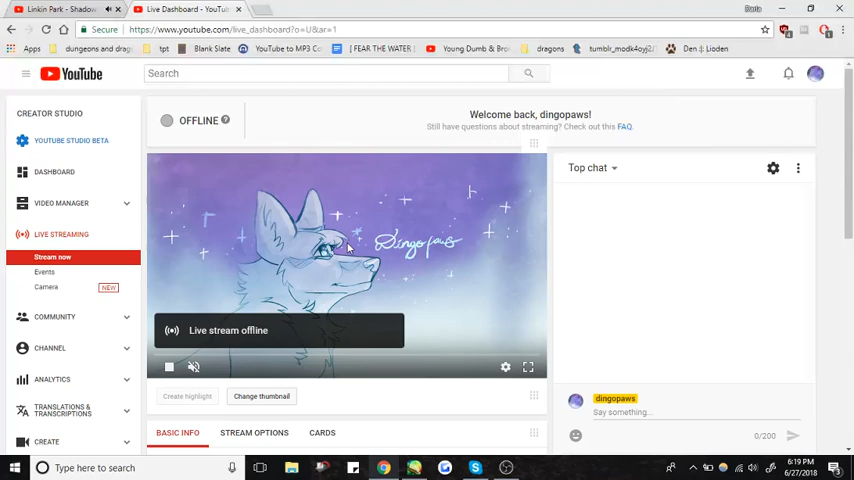 Linkin Park - Shadow
Live Dashboard - YouTu
Daria
Secure
https://www.youtube.com/live_dashboard?o=U&ar=1
Apps
dungeons and drag
tpt
Blank Slate
YouTube to MP3 Co
[ FEAR THE WATER ]
Young Dumb & Bro
dragons
tumblr_modk4oyj2
Den ‡ Lioden
YouTube
Search
CREATOR STUDIO
YOUTUBE STUDIO BETA
DASHBOARD
VIDEO MANAGER
LIVE STREAMING
Stream now
Events
Camera
NEW
COMMUNITY
CHANNEL
ANALYTICS
TRANSLATIONS &
TRANSCRIPTIONS
CREATE
OFFLINE ?
Welcome back, dingopaws!
Still have questions about streaming? Check out this FAQ.
Dingopaws
Live stream offline
Create highlight
Change thumbnail
BASIC INFO
STREAM OPTIONS
CARDS
Top chat
dingopaws
Say something...
0/200
Type here to search
6:19 PM
6/27/2018
3